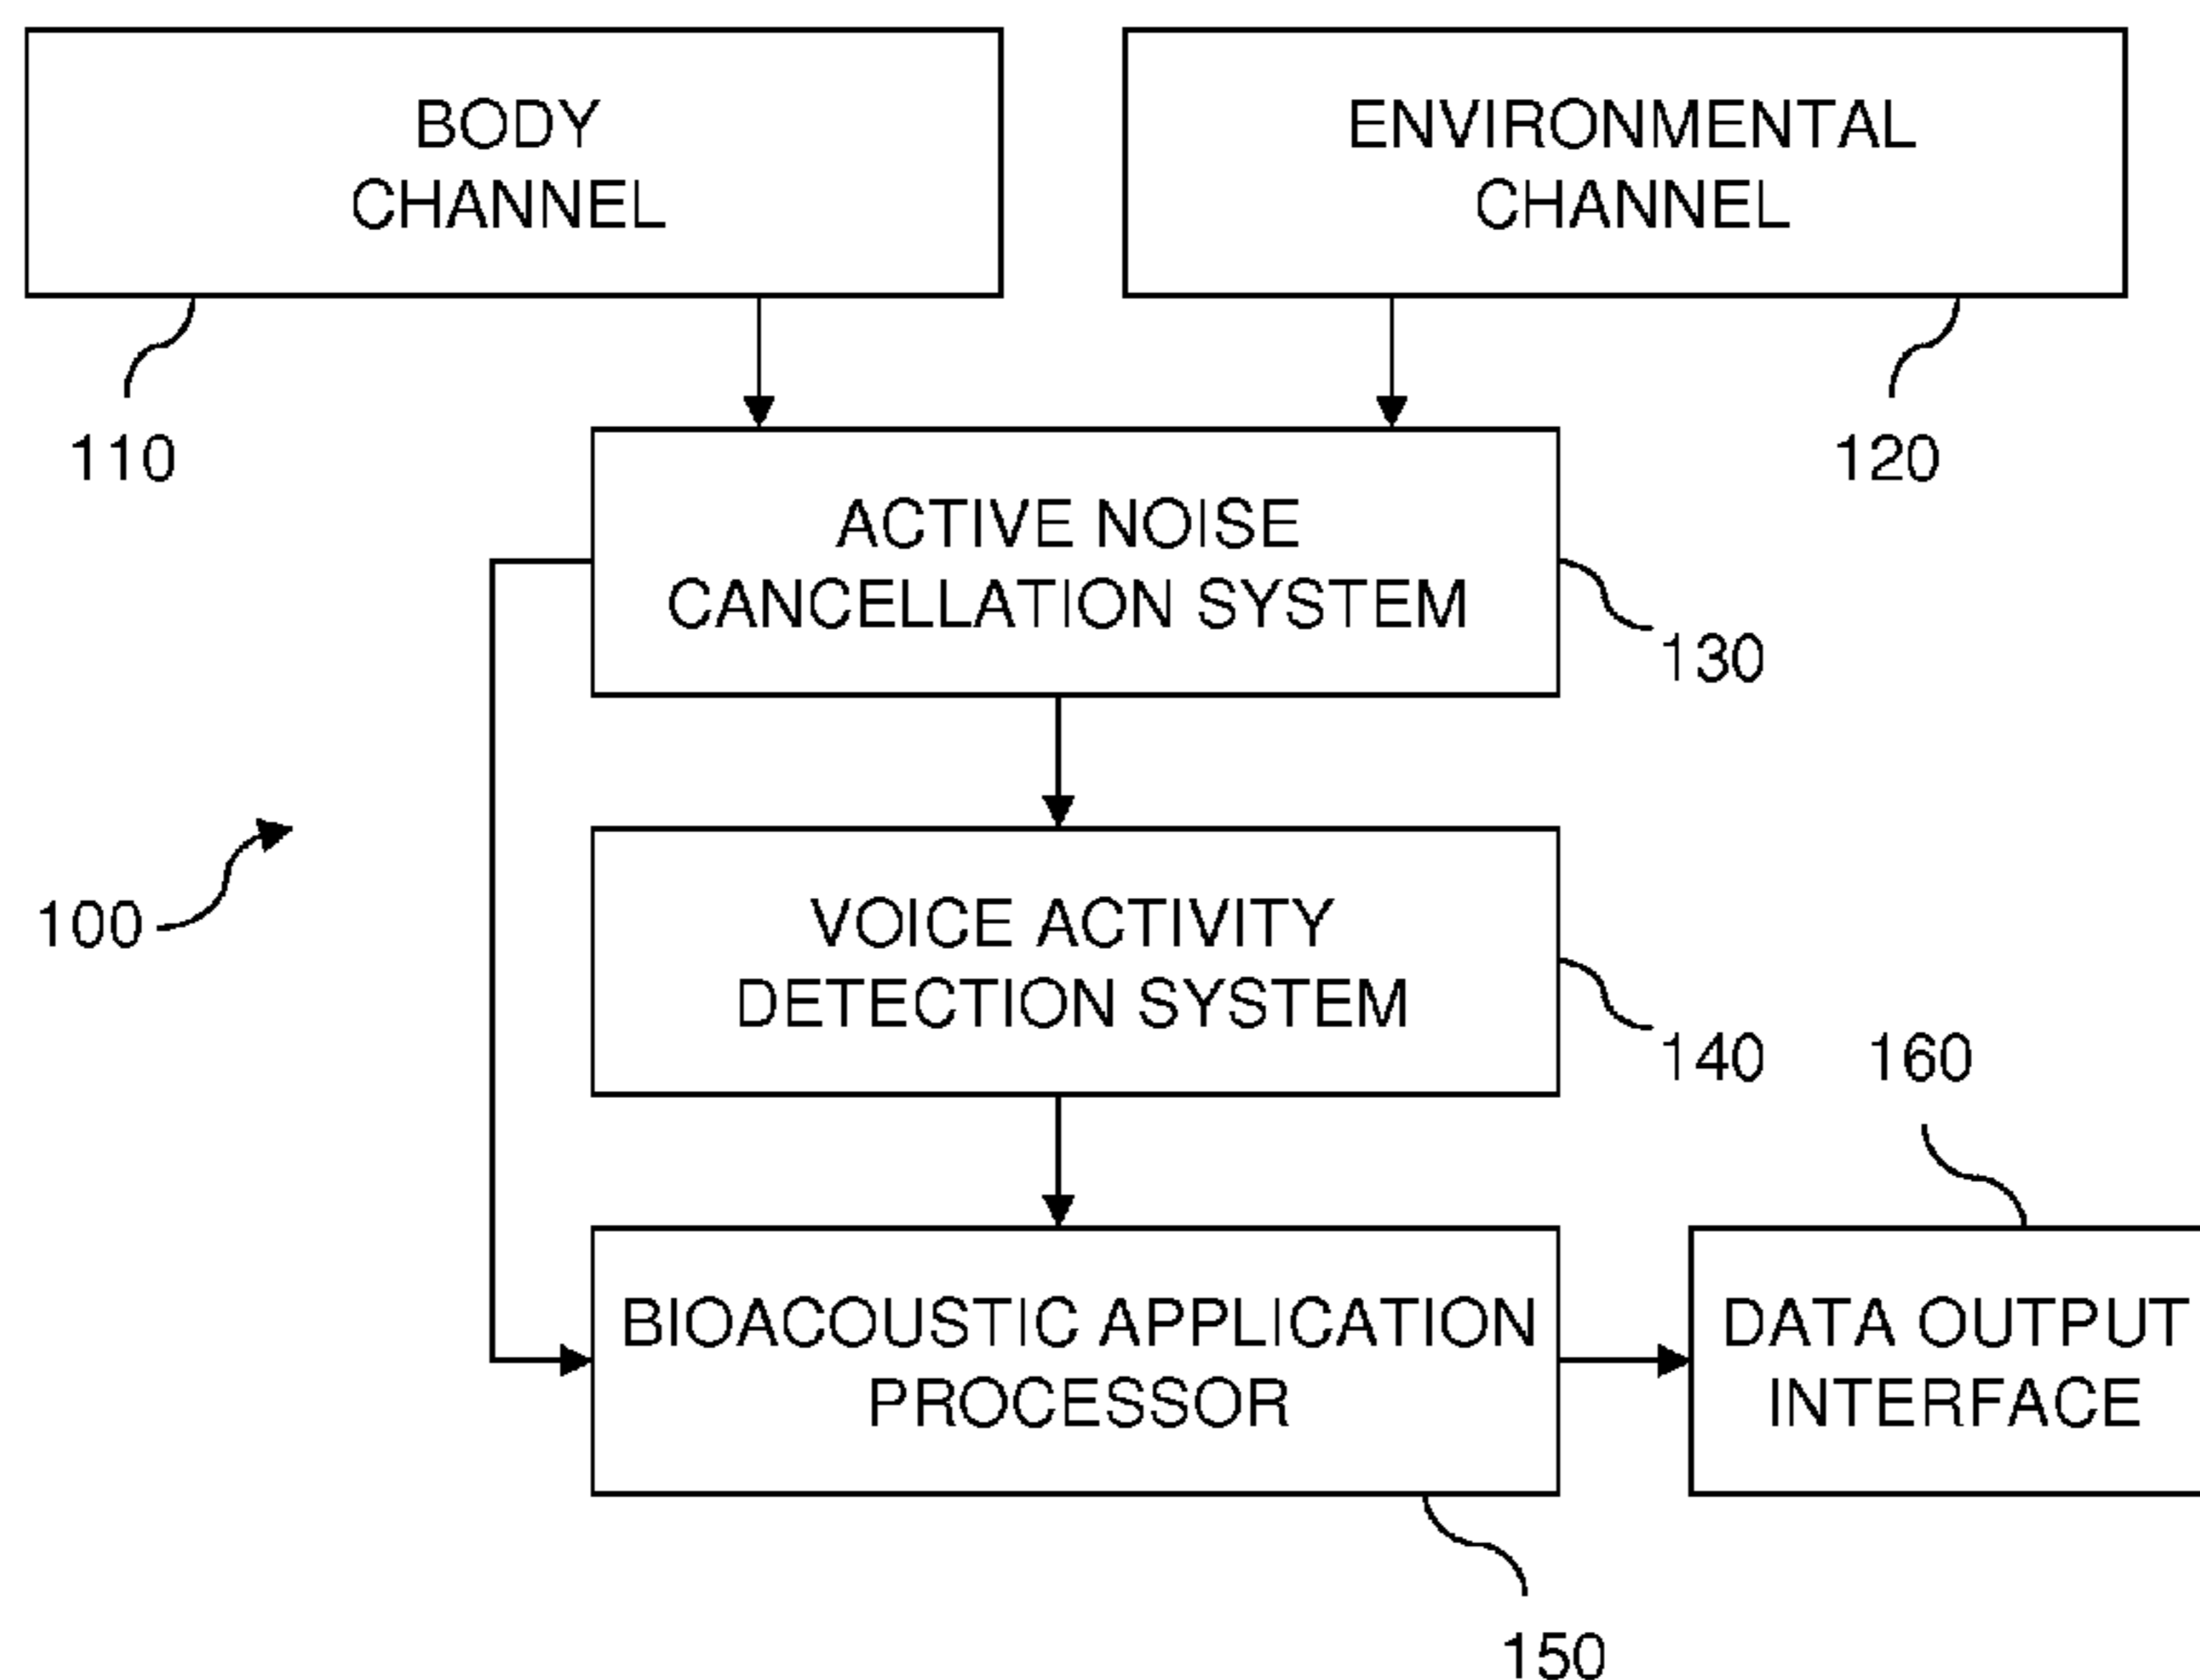 BODY
CHANNEL
ENVIRONMENTAL
CHANNEL
110
120
ACTIVE NOISE
CANCELLATION SYSTEM
130
100
VOICE ACTIVITY
DETECTION SYSTEM
140
160
BIOACOUSTIC APPLICATION
PROCESSOR
DATA OUTPUT
INTERFACE
150